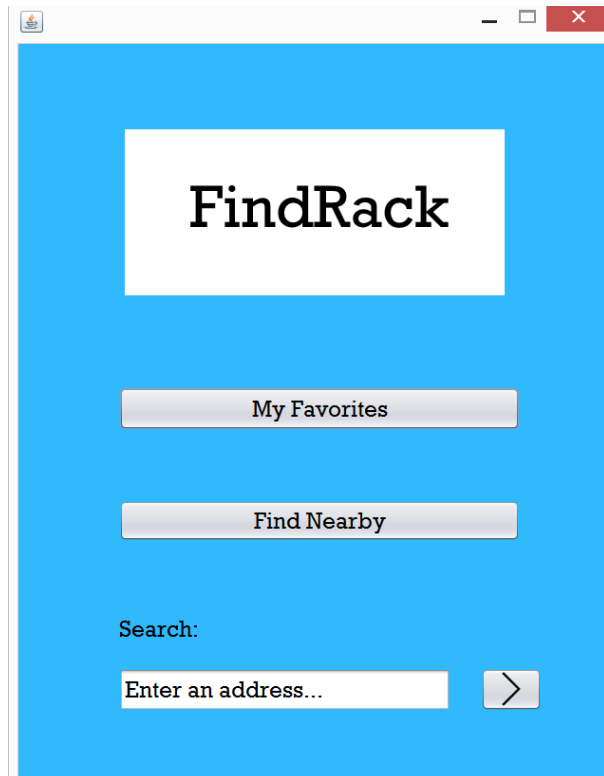 FindRack
My Favorites
Find Nearby
Search:
Enter an address...